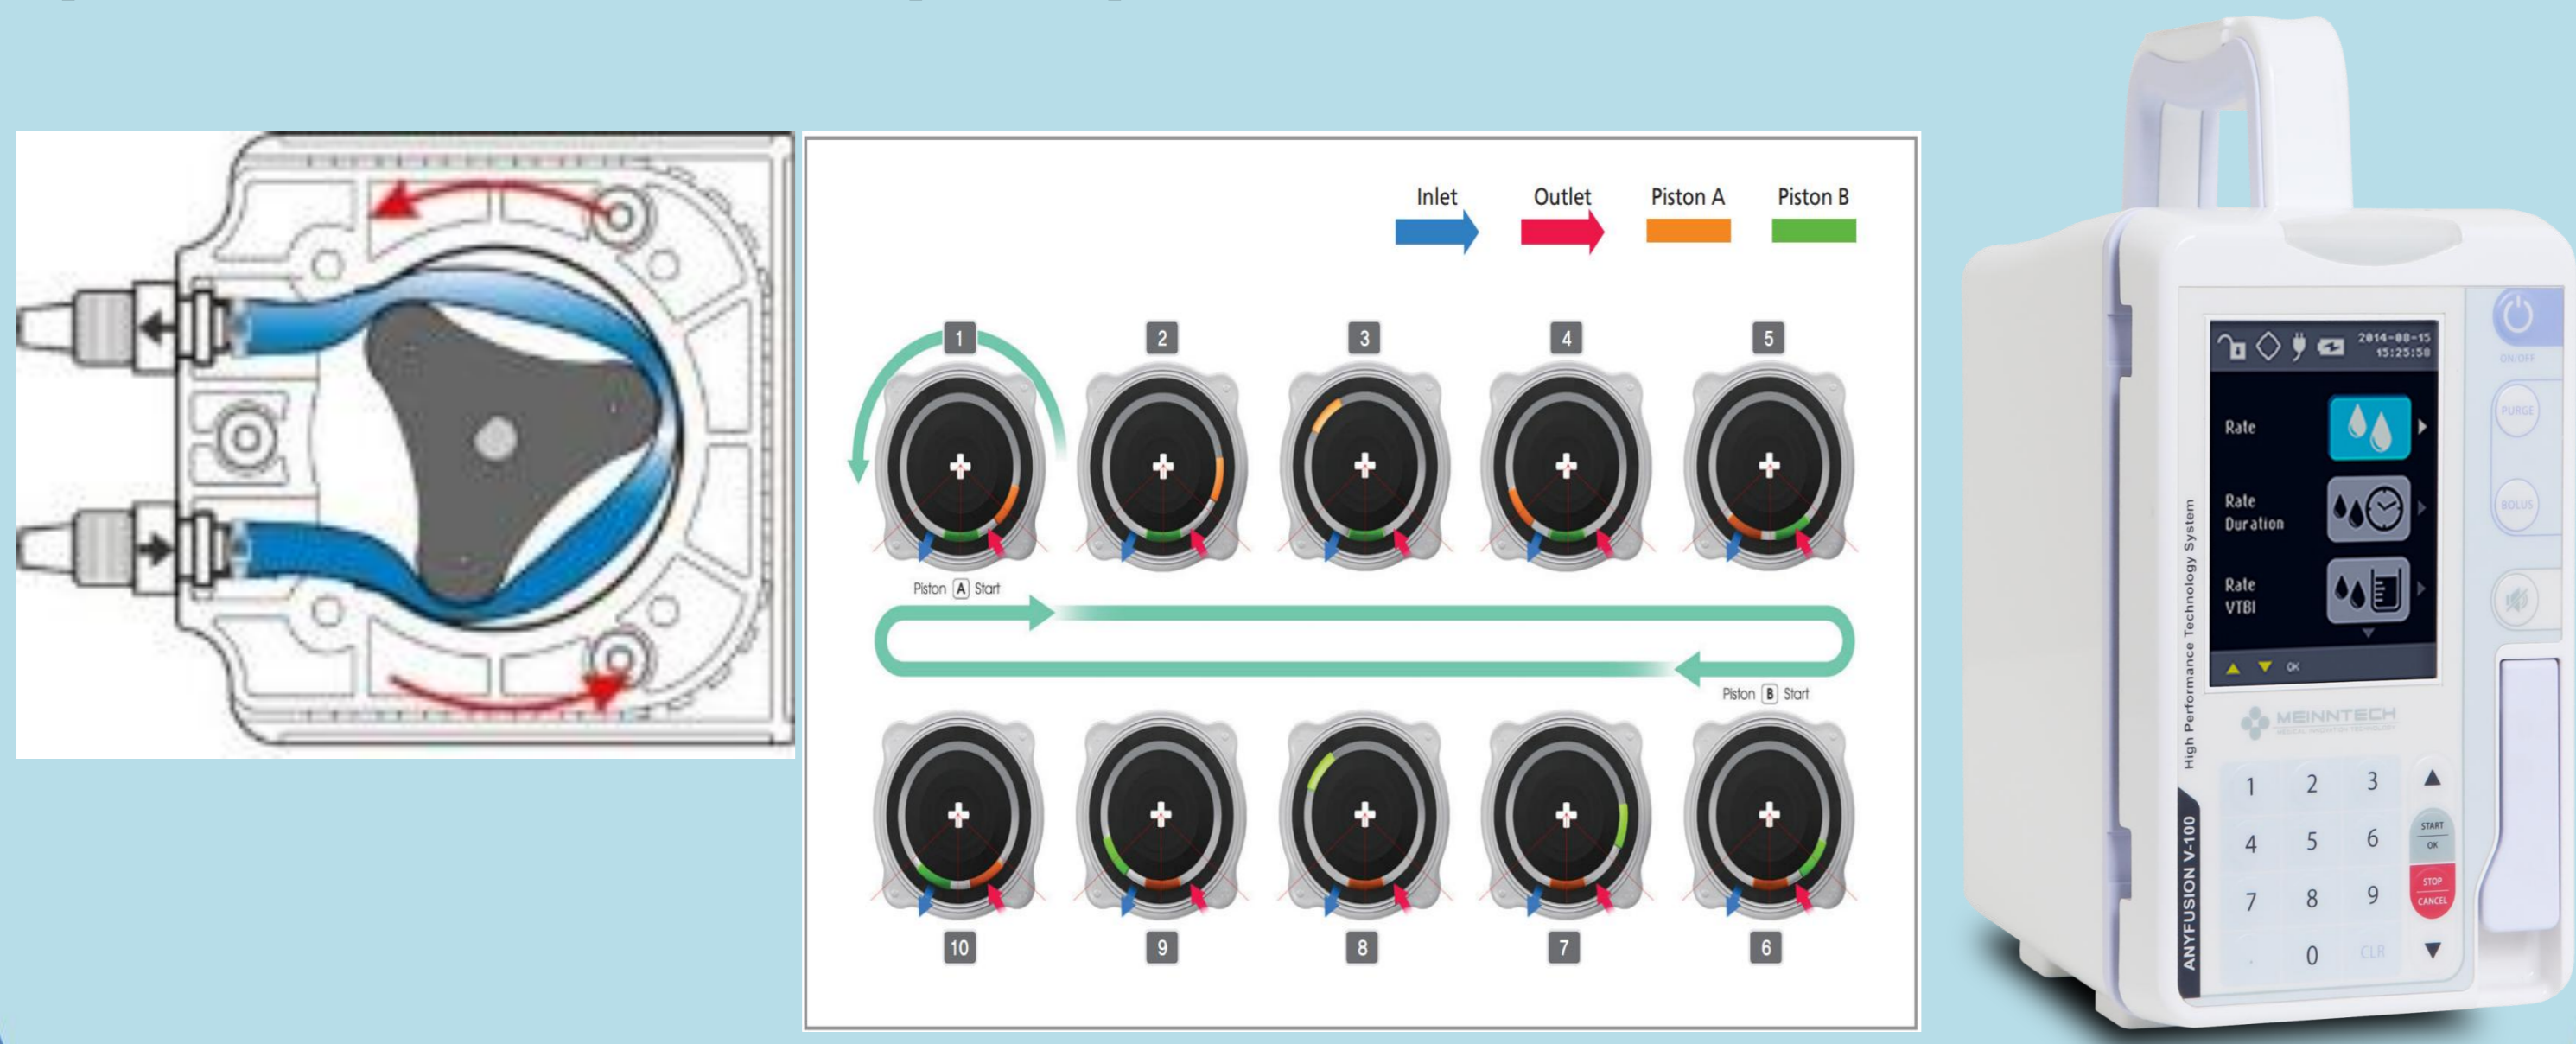 Inlet
Outlet
Piston A
Piston B
1
2
3
4
5
Piston A Start
Piston B Start
10
9
8
7
6
2014-08-15
15:25:50
Rate
Rate
Duration
Rate
VTBI
OK
ON/OFF
PURGE
BOLUS
MEINNTECH
High Performance Technology System
ANYFUSION V-100
1
2
3
4
5
6
7
8
9
.
0
CLR
START
OK
STOP
CANCEL